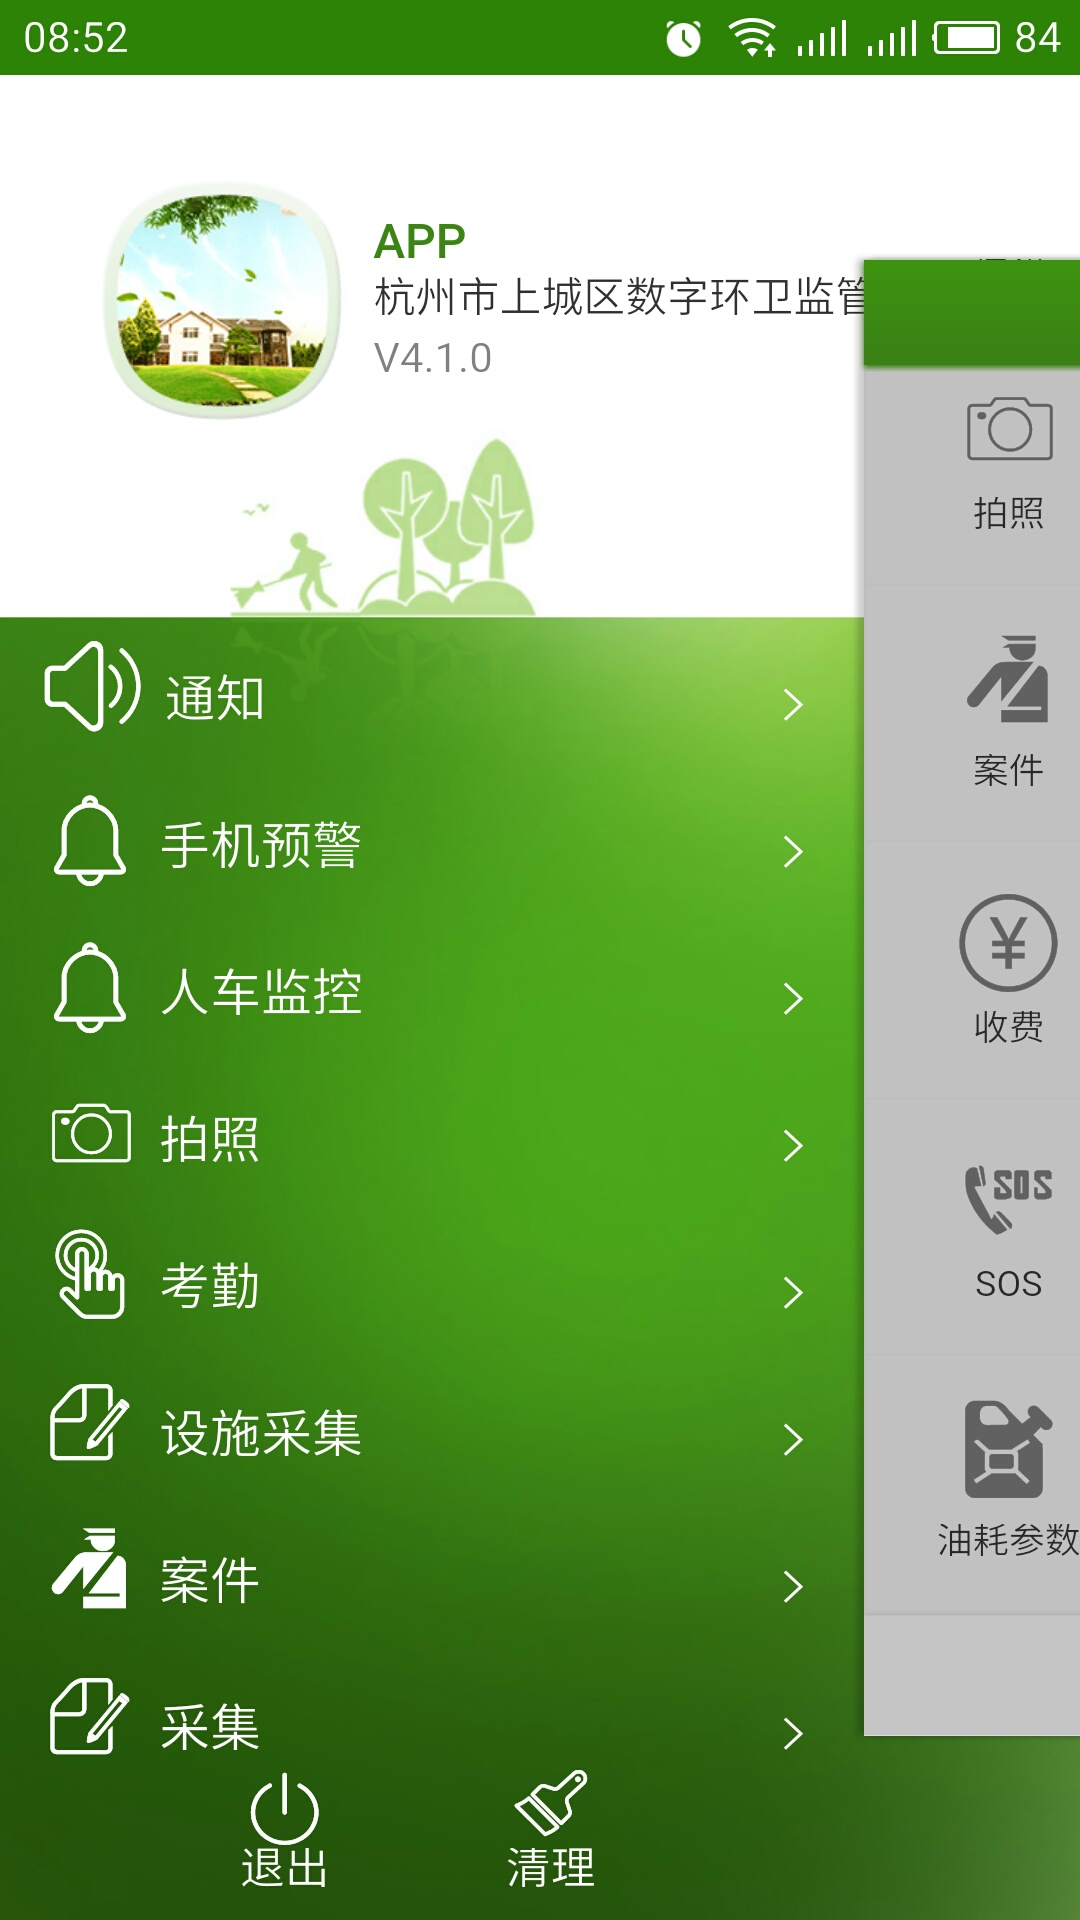 08:52
84
APP
杭州市上城区数字环卫监管
V4.1.0
拍照
案件
¥
收费
SOS
SOS
油耗参数
通知
手机预警
人车监控
拍照
考勤
设施采集
案件
采集
退出
清理